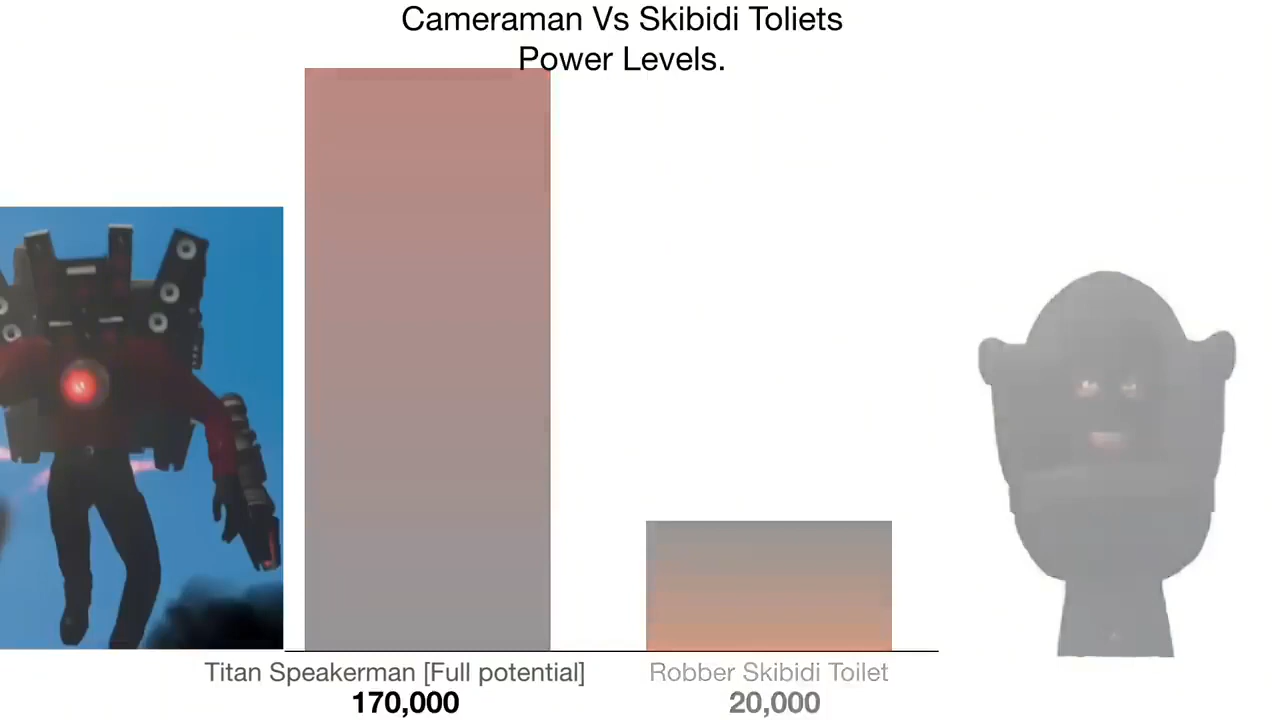 Cameraman Vs Skibidi Toliets
Power Levels.
Titan Speakerman [Full potential]
170,000
Robber Skibidi Toilet
20,000